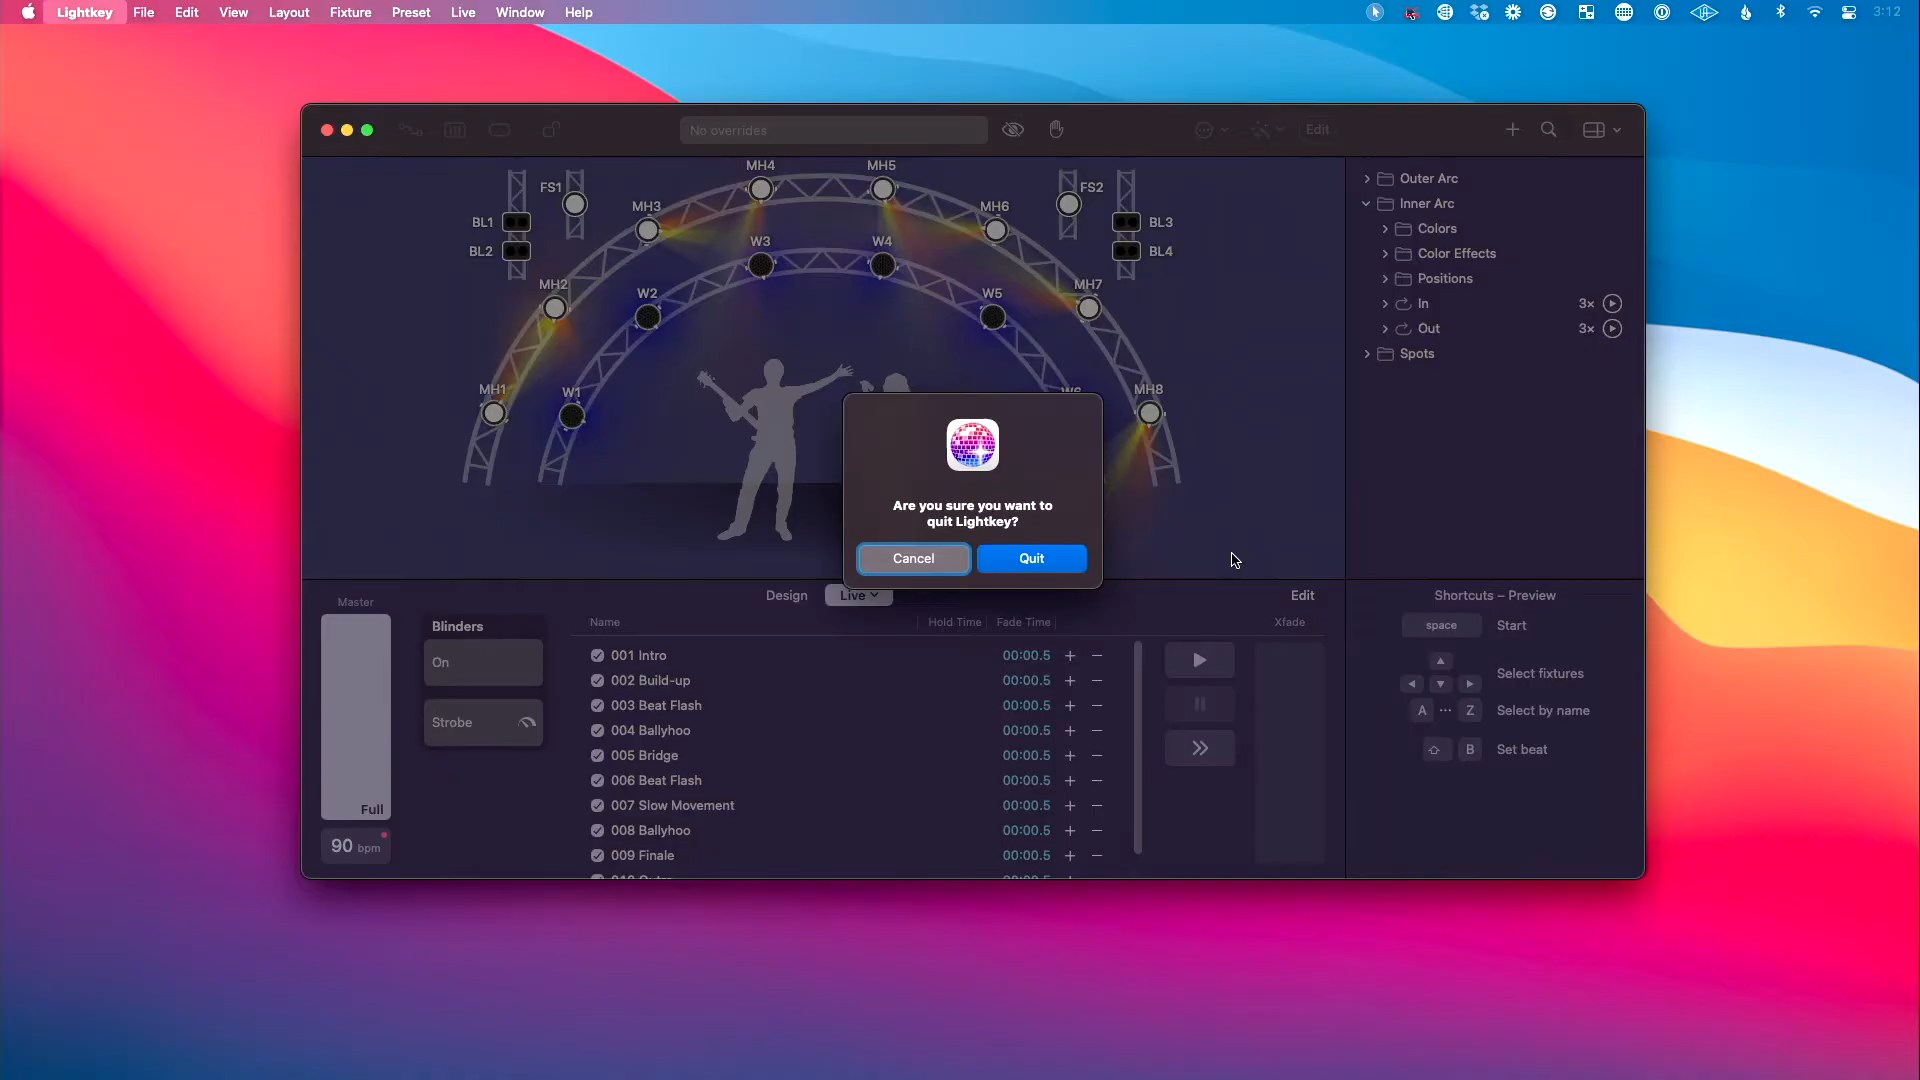 Lightkey File Edit View Layout Fixture Preset Live Window Help 3:12
No overrides Edit
MH4 MH5
FS1 FS2
MH3 MH6
BL1 BL3
BL2 W3 W4 BL4
MH2 W2 W5 MH7
MH1 W1 MH8
Outer Arc
Inner Arc
Colors
Color Effects
Positions
In 3×
Out 3×
Spots
Are you sure you want to
quit Lightkey?
Cancel Quit
Design Live Edit
Master
Full
90 bpm
Blinders
On
Strobe
Name Hold Time Fade Time Xfade
001 Intro 00:00.5 + −
002 Build-up 00:00.5 + −
003 Beat Flash 00:00.5 + −
004 Ballyhoo 00:00.5 + −
005 Bridge 00:00.5 + −
006 Beat Flash 00:00.5 + −
007 Slow Movement 00:00.5 + −
008 Ballyhoo 00:00.5 + −
009 Finale 00:00.5 + −
Shortcuts – Preview
space Start
Select fixtures
A ··· Z Select by name
B Set beat